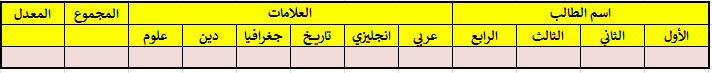 اسم الطالب العلامات المجموع المعدل
الأول الثاني الثالث الرابع عربي انجليزي تاريخ جغرافيا دين علوم